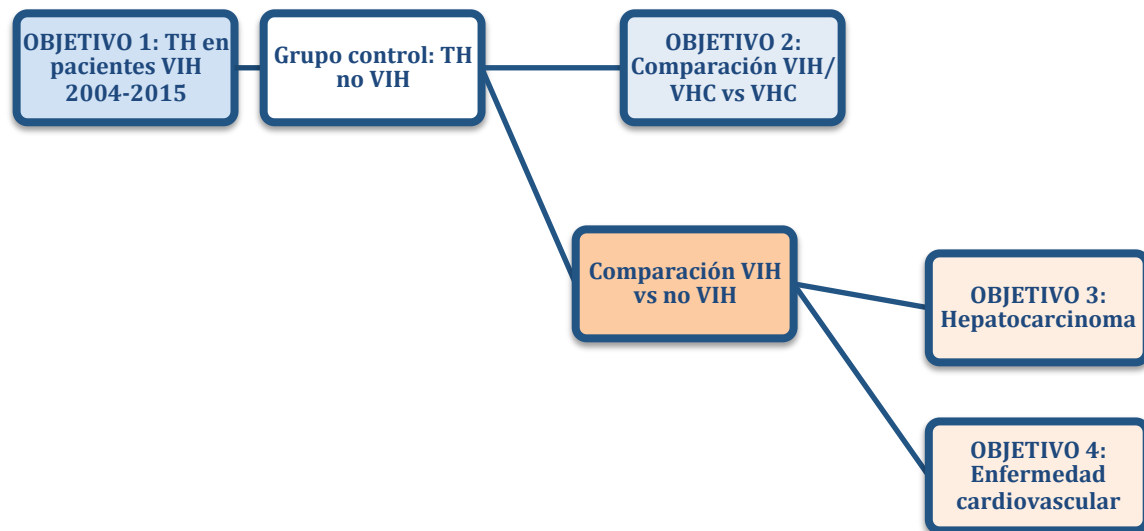 OBJETIVO 1: TH en
pacientes VIH
2004-2015
Grupo control: TH
no VIH
OBJETIVO 2:
Comparación VIH/
VHC vs VHC
Comparación VIH
vs no VIH
OBJETIVO 3:
Hepatocarcinoma
OBJETIVO 4:
Enfermedad
cardiovascular